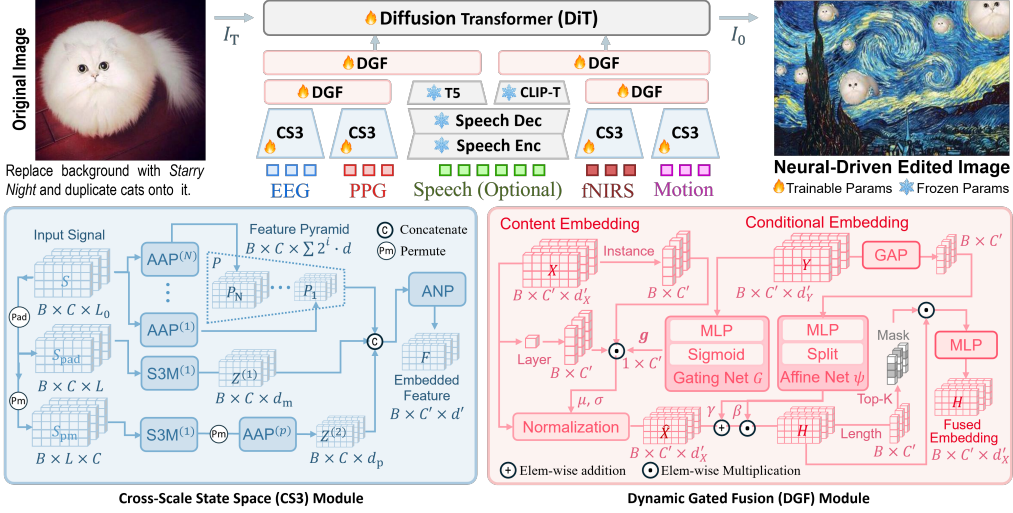 Original Image
I_T
Diffusion Transformer (DiT)
I_0
DGF
DGF
DGF
T5
CLIP-T
DGF
CS3
CS3
Speech Dec
Speech Enc
CS3
CS3
EEG
PPG
Speech (Optional)
fNIRS
Motion
Replace background with Starry
Night and duplicate cats onto it.
Neural-Driven Edited Image
Trainable Params
Frozen Params
Input Signal
S
B × C × L_0
Pad
S_pad
B × C × L
Pm
S_pm
B × L × C
AAP^(N)
AAP^(1)
S3M^(1)
S3M^(1)
Pm
AAP^(p)
Feature Pyramid
B × C × ∑ 2^i · d
P
P_N
P_1
Z^(1)
B × C × d_m
Z^(2)
B × C × d_p
C
Concatenate
Pm
Permute
C
ANP
F
Embedded
Feature
B × C′ × d′
Cross-Scale State Space (CS3) Module
Content Embedding
X
B × C′ × d′_X
Instance
B × C′
Layer
B × C′
μ, σ
Normalization
X̂
B × C′ × d′_X
g
1 × C′
Conditional Embedding
Y
B × C′ × d′_Y
GAP
B × C′
MLP
Sigmoid
Gating Net G
MLP
Split
Affine Net ψ
γ
β
H
B × C′ × d′_X
Length
B × C′
Top-K
Mask
MLP
H
Fused
Embedding
B × C′ × d′_X
Elem-wise addition
Elem-wise Multiplication
Dynamic Gated Fusion (DGF) Module